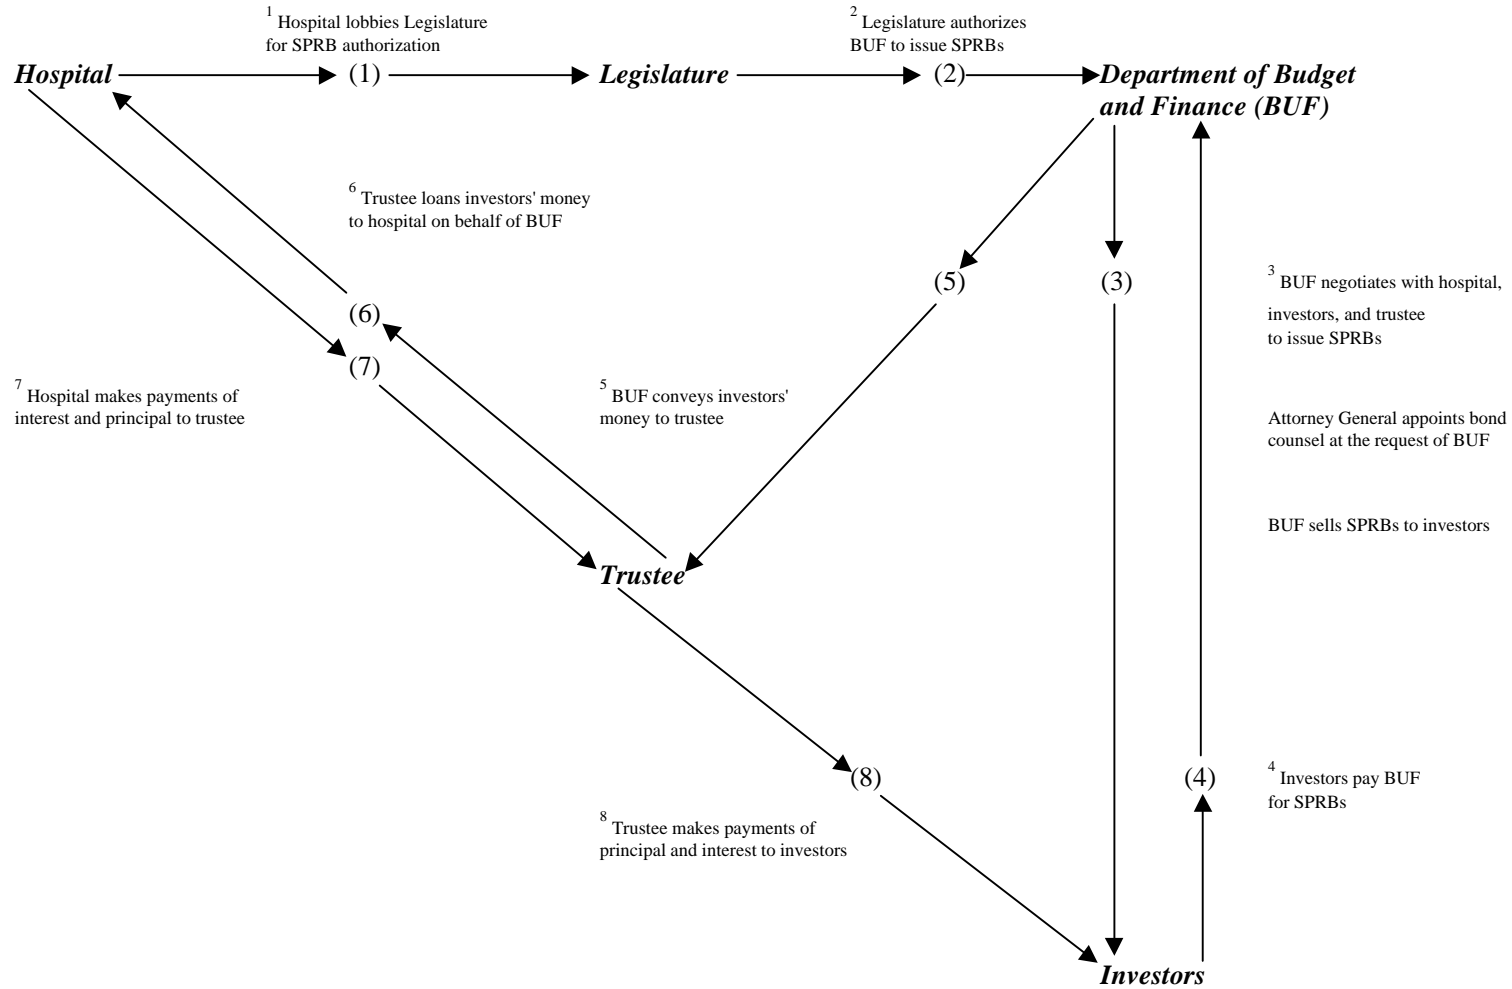 1 Hospital lobbies Legislature
for SPRB authorization
2 Legislature authorizes
BUF to issue SPRBs
Hospital
(1)
Legislature
(2)
Department of Budget
and Finance (BUF)
6 Trustee loans investors' money
to hospital on behalf of BUF
(5)
(3)
3 BUF negotiates with hospital,
investors, and trustee
to issue SPRBs
(6)
(7)
7 Hospital makes payments of
interest and principal to trustee
5 BUF conveys investors'
money to trustee
Attorney General appoints bond
counsel at the request of BUF
BUF sells SPRBs to investors
Trustee
(8)
(4)
4 Investors pay BUF
for SPRBs
8 Trustee makes payments of
principal and interest to investors
Investors